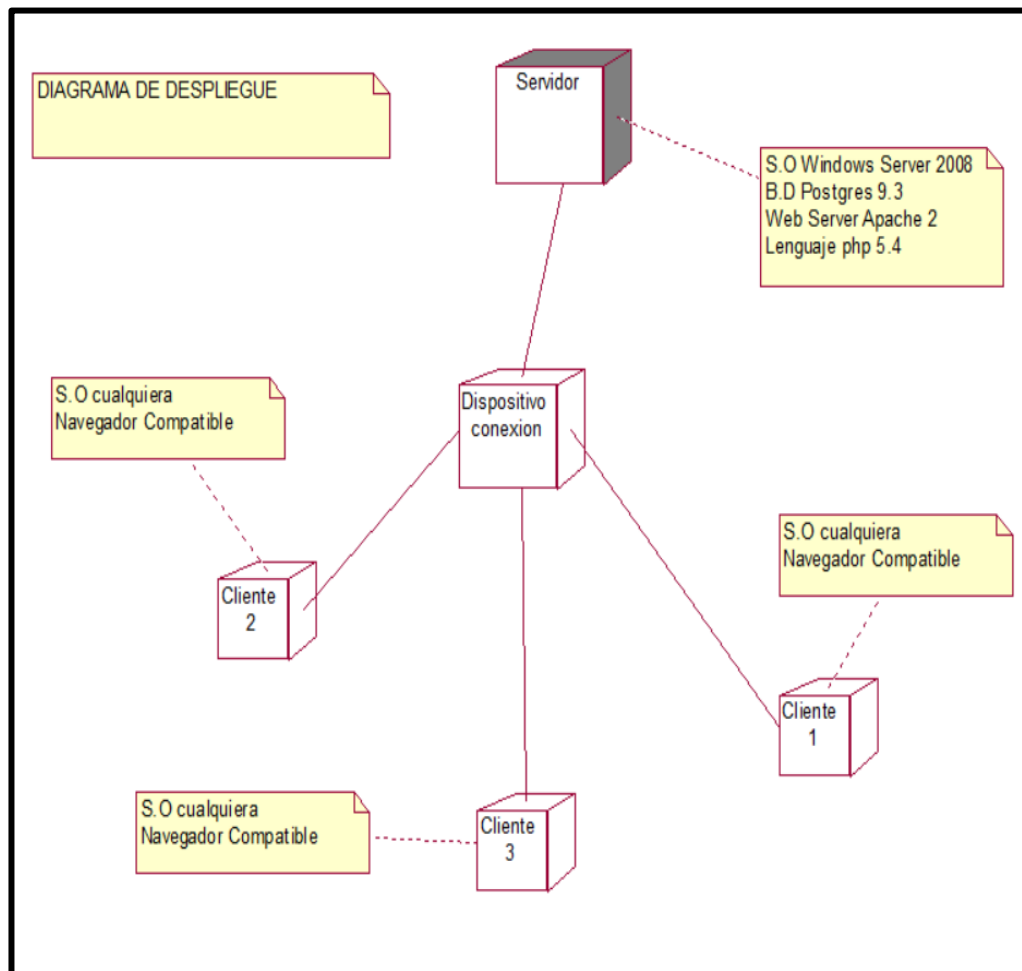 DIAGRAMA DE DESPLIEGUE
Servidor
S.O Windows Server 2008
B.D Postgres 9.3
Web Server Apache 2
Lenguaje php 5.4
Dispositivo
conexion
S.O cualquiera
Navegador Compatible
Cliente
2
S.O cualquiera
Navegador Compatible
Cliente
1
S.O cualquiera
Navegador Compatible
Cliente
3